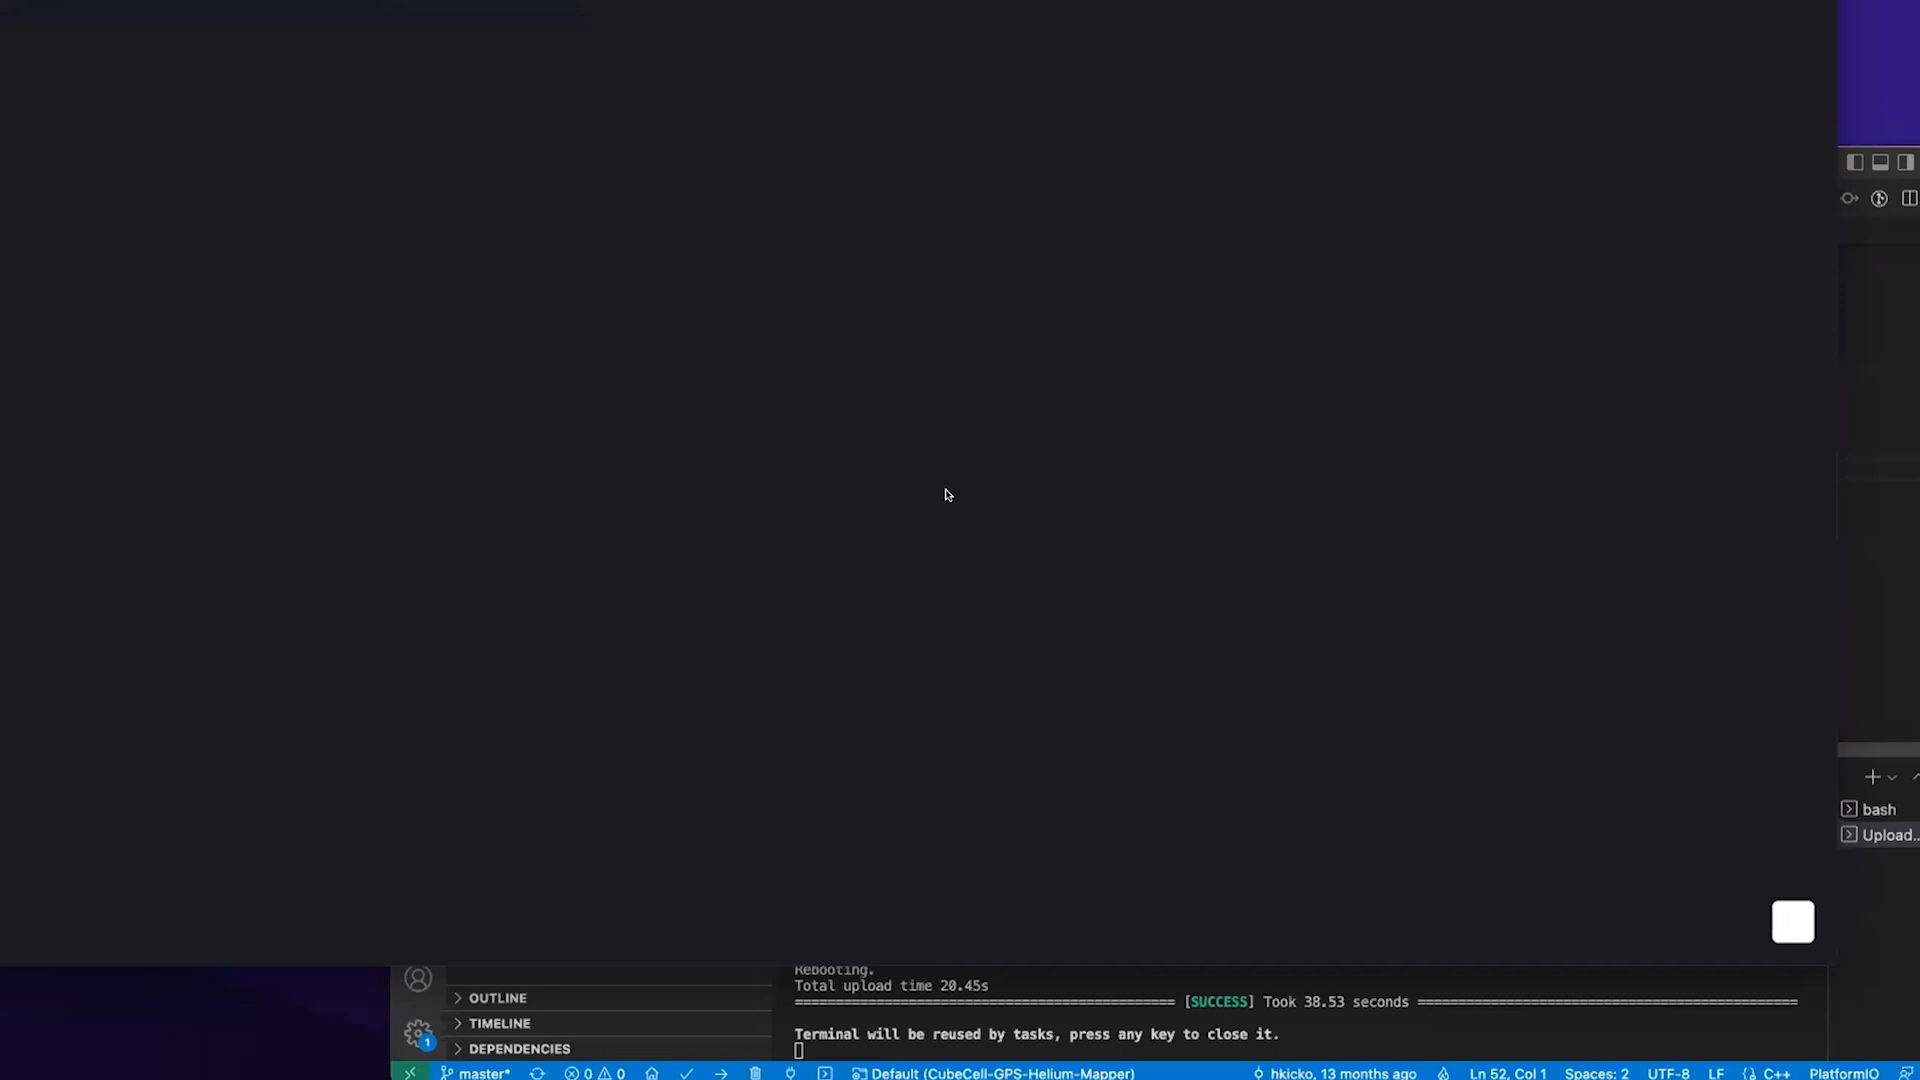 bash
Upload...
Rebooting.
Total upload time 20.45s
[SUCCESS] Took 38.53 seconds
OUTLINE
TIMELINE
Terminal will be reused by tasks, press any key to close it.
1
DEPENDENCIES
master* 0 0 Default (CubeCell-GPS-Helium-Mapper) hkicko, 13 months ago Ln 52, Col 1 Spaces: 2 UTF-8 LF {} C++ PlatformIO